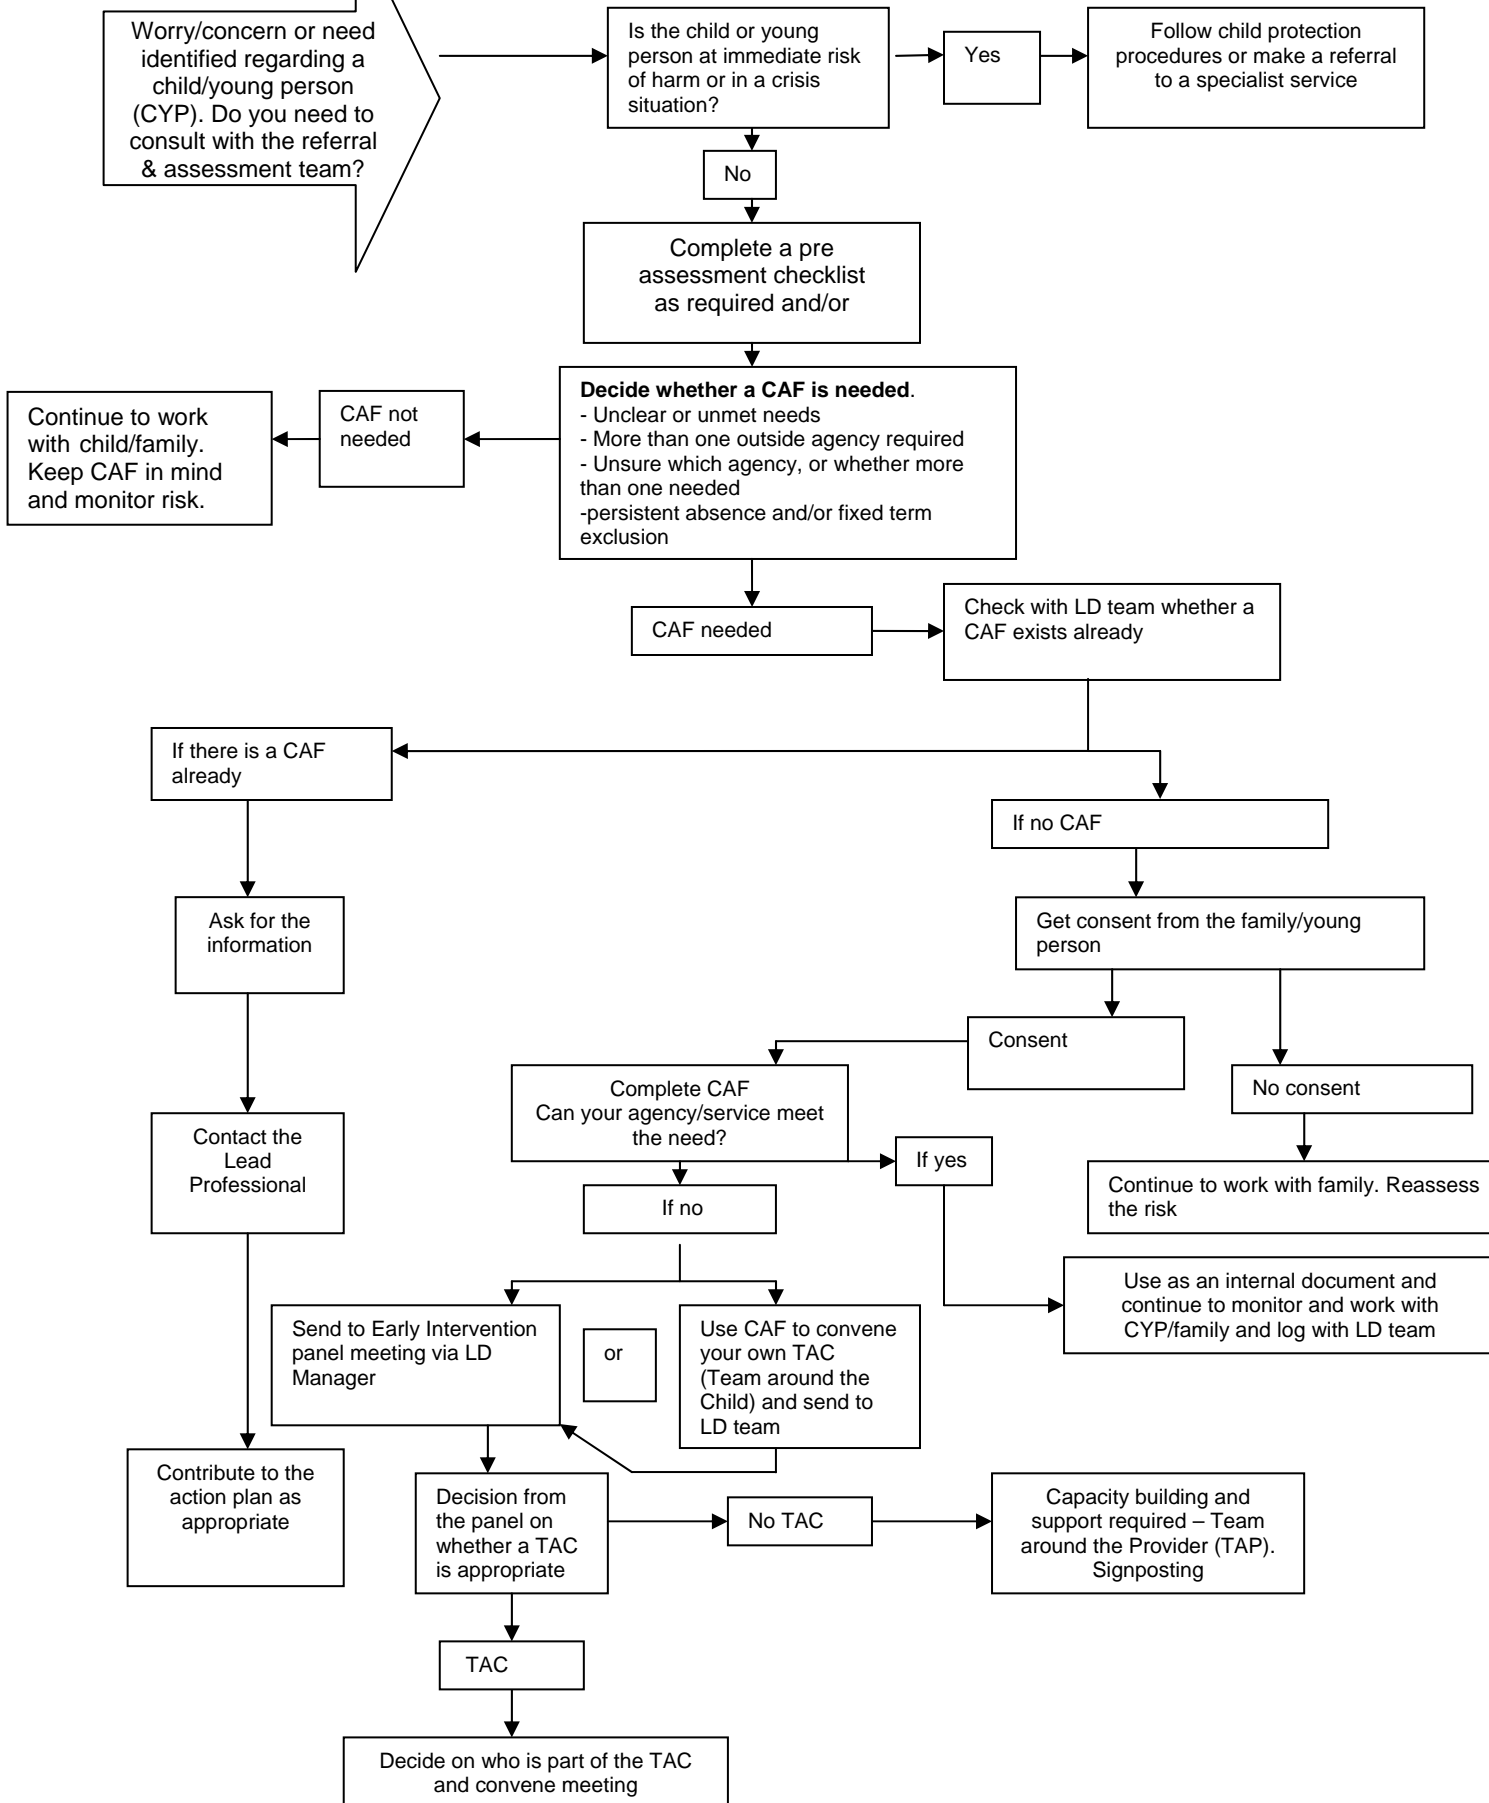 Worry/concern or need
identified regarding a
child/young person
(CYP). Do you need to
consult with the referral
& assessment team?
Is the child or young
person at immediate risk
of harm or in a crisis
situation?
Yes
Follow child protection
procedures or make a referral
to a specialist service
No
Complete a pre
assessment checklist
as required and/or
Decide whether a CAF is needed.
- Unclear or unmet needs
- More than one outside agency required
- Unsure which agency, or whether more
than one needed
-persistent absence and/or fixed term
exclusion
CAF not
needed
Continue to work
with child/family.
Keep CAF in mind
and monitor risk.
CAF needed
Check with LD team whether a
CAF exists already
If there is a CAF
already
If no CAF
Ask for the
information
Get consent from the family/young
person
Consent
No consent
Complete CAF
Can your agency/service meet
the need?
If yes
Contact the
Lead
Professional
If no
Continue to work with family. Reassess
the risk
Use as an internal document and
continue to monitor and work with
CYP/family and log with LD team
Send to Early Intervention
panel meeting via LD
Manager
or
Use CAF to convene
your own TAC
(Team around the
Child) and send to
LD team
Contribute to the
action plan as
appropriate
Decision from
the panel on
whether a TAC
is appropriate
No TAC
Capacity building and
support required – Team
around the Provider (TAP).
Signposting
TAC
Decide on who is part of the TAC
and convene meeting